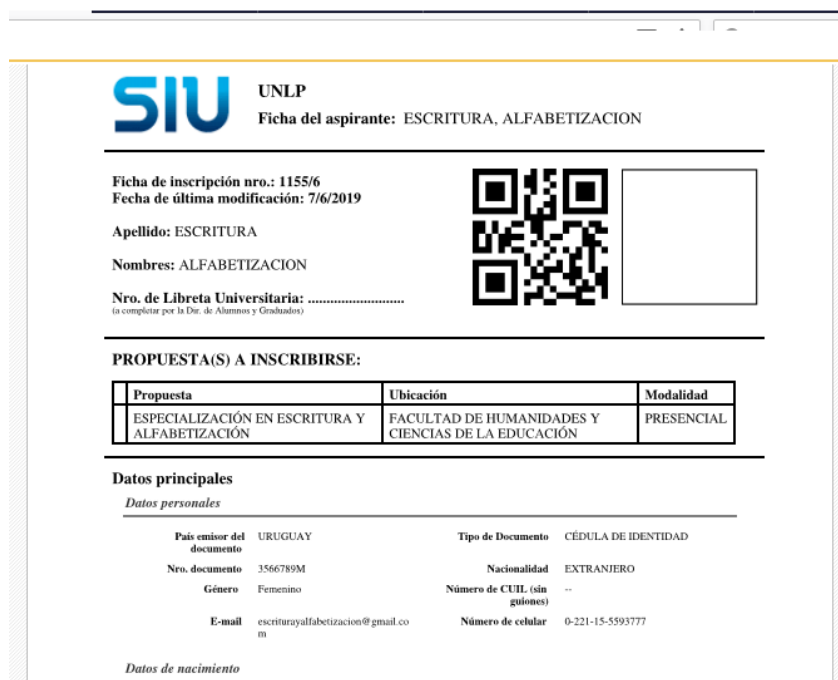 SIU
UNLP
Ficha del aspirante: ESCRITURA, ALFABETIZACION
Ficha de inscripción nro.: 1155/6
Fecha de última modificación: 7/6/2019
Apellido: ESCRITURA
Nombres: ALFABETIZACION
Nro. de Libreta Universitaria: ..........................
(a completar por la Dir. de Alumnos y Graduados)
PROPUESTA(S) A INSCRIBIRSE:
Propuesta Ubicación Modalidad
ESPECIALIZACIÓN EN ESCRITURA Y FACULTAD DE HUMANIDADES Y PRESENCIAL
ALFABETIZACIÓN CIENCIAS DE LA EDUCACIÓN
Datos principales
Datos personales
País emisor del URUGUAY Tipo de Documento CÉDULA DE IDENTIDAD
documento
Nro. documento 3566789M Nacionalidad EXTRANJERO
Género Femenino Número de CUIL (sin --
guiones)
E-mail escriturayalfabetizacion@gmail.co Número de celular 0-221-15-5593777
m
Datos de nacimiento